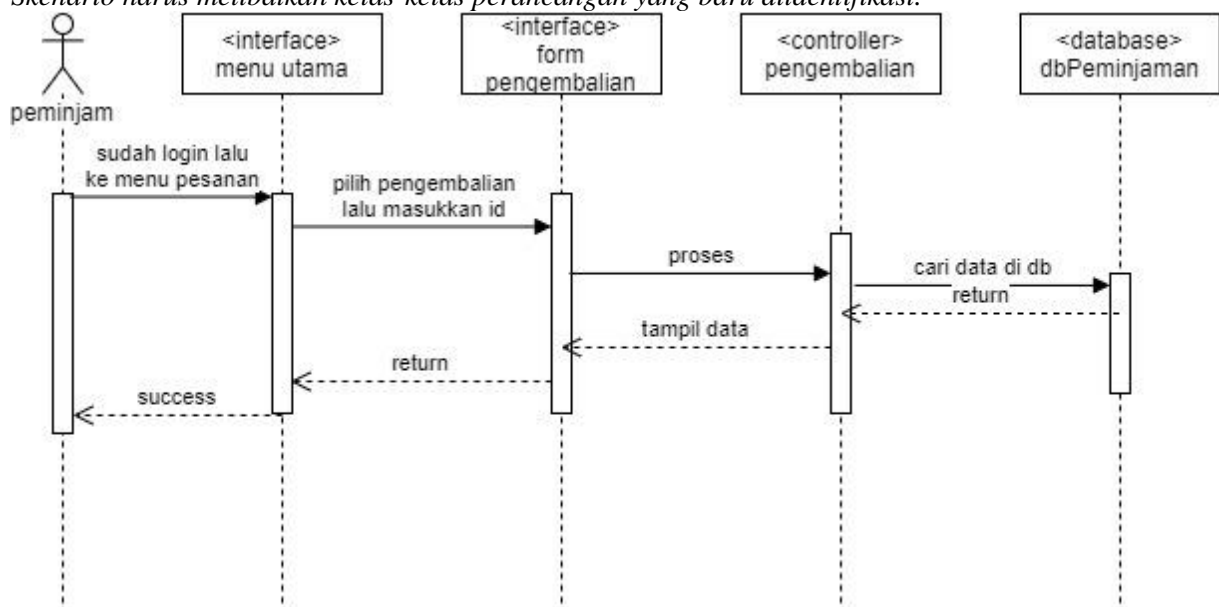 Skenario harus melibatkan kelas-kelas perancangan yang baru diidentifikasi.
<interface>
menu utama
<interface>
form
pengembalian
<controller>
pengembalian
<database>
dbPeminjaman
peminjam
sudah login lalu
ke menu pesanan
pilih pengembalian
lalu masukkan id
proses
cari data di db
return
tampil data
return
success